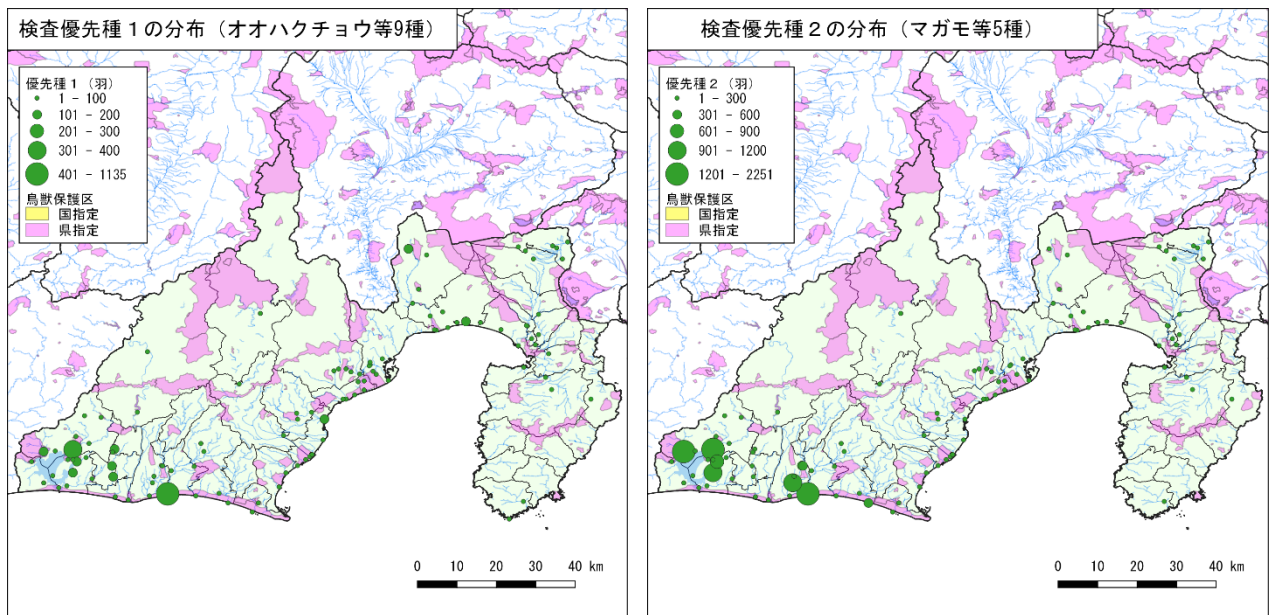 検査優先種１の分布（オオハクチョウ等9種）
優先種１（羽）
1 - 100
101 - 200
201 - 300
301 - 400
401 - 1135
鳥獣保護区
国指定
県指定
0 10 20 30 40 km
検査優先種２の分布（マガモ等5種）
優先種２（羽）
1 - 300
301 - 600
601 - 900
901 - 1200
1201 - 2251
鳥獣保護区
国指定
県指定
0 10 20 30 40 km